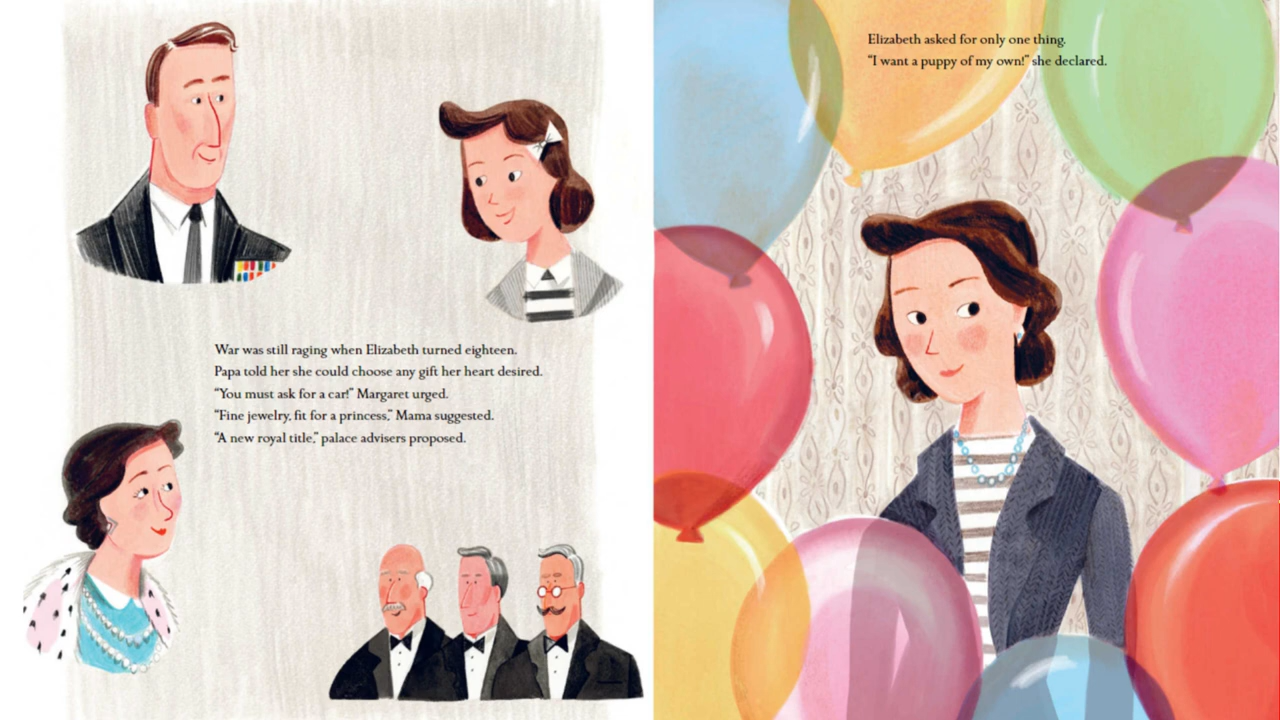 War was still raging when Elizabeth turned eighteen.
Papa told her she could choose any gift her heart desired.
“You must ask for a car!” Margaret urged.
“Fine jewelry, fit for a princess,” Mama suggested.
“A new royal title,” palace advisers proposed.
Elizabeth asked for only one thing.
“I want a puppy of my own!” she declared.